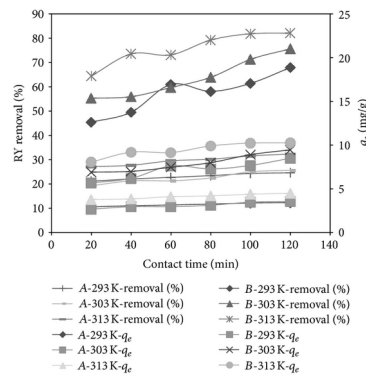 90
80
70
60
50
40
30
20
10
0
RY removal (%)
25
20
15
10
5
0
qe (mg/g)
0 20 40 60 80 100 120 140
Contact time (min)
A-293 K-removal (%) B-293 K-removal (%)
A-303 K-removal (%) B-303 K-removal (%)
A-313 K-removal (%) B-313 K-removal (%)
A-293 K-qe B-293 K-qe
A-303 K-qe B-303 K-qe
A-313 K-qe B-313 K-qe